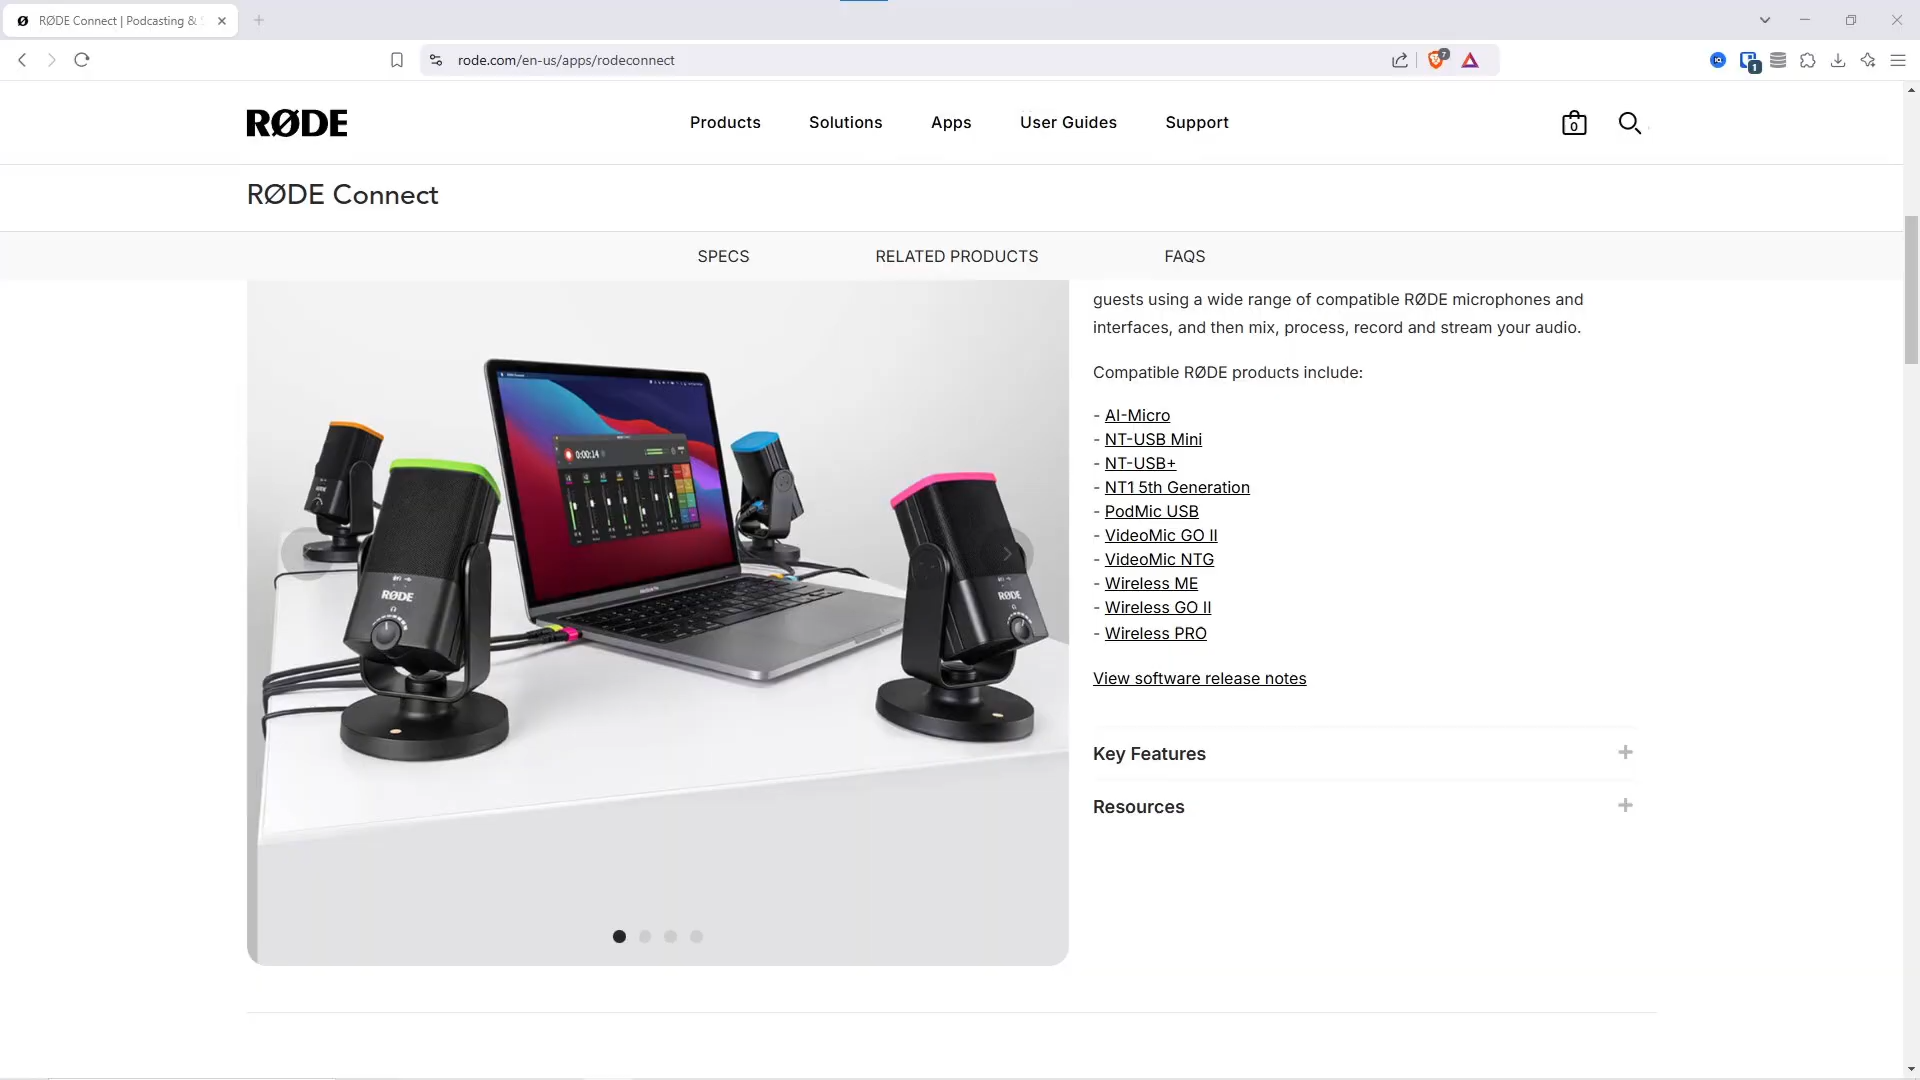 RØDE Connect | Podcasting &
rode.com/en-us/apps/rodeconnect
7
1
RØDE
Products
Solutions
Apps
User Guides
Support
0
RØDE Connect
SPECS
RELATED PRODUCTS
FAQS
guests using a wide range of compatible RØDE microphones and
interfaces, and then mix, process, record and stream your audio.
Compatible RØDE products include:
- AI-Micro
- NT-USB Mini
- NT-USB+
- NT1 5th Generation
- PodMic USB
- VideoMic GO II
- VideoMic NTG
- Wireless ME
- Wireless GO II
- Wireless PRO
View software release notes
Key Features
Resources
0:00:14
RØDE
RØDE